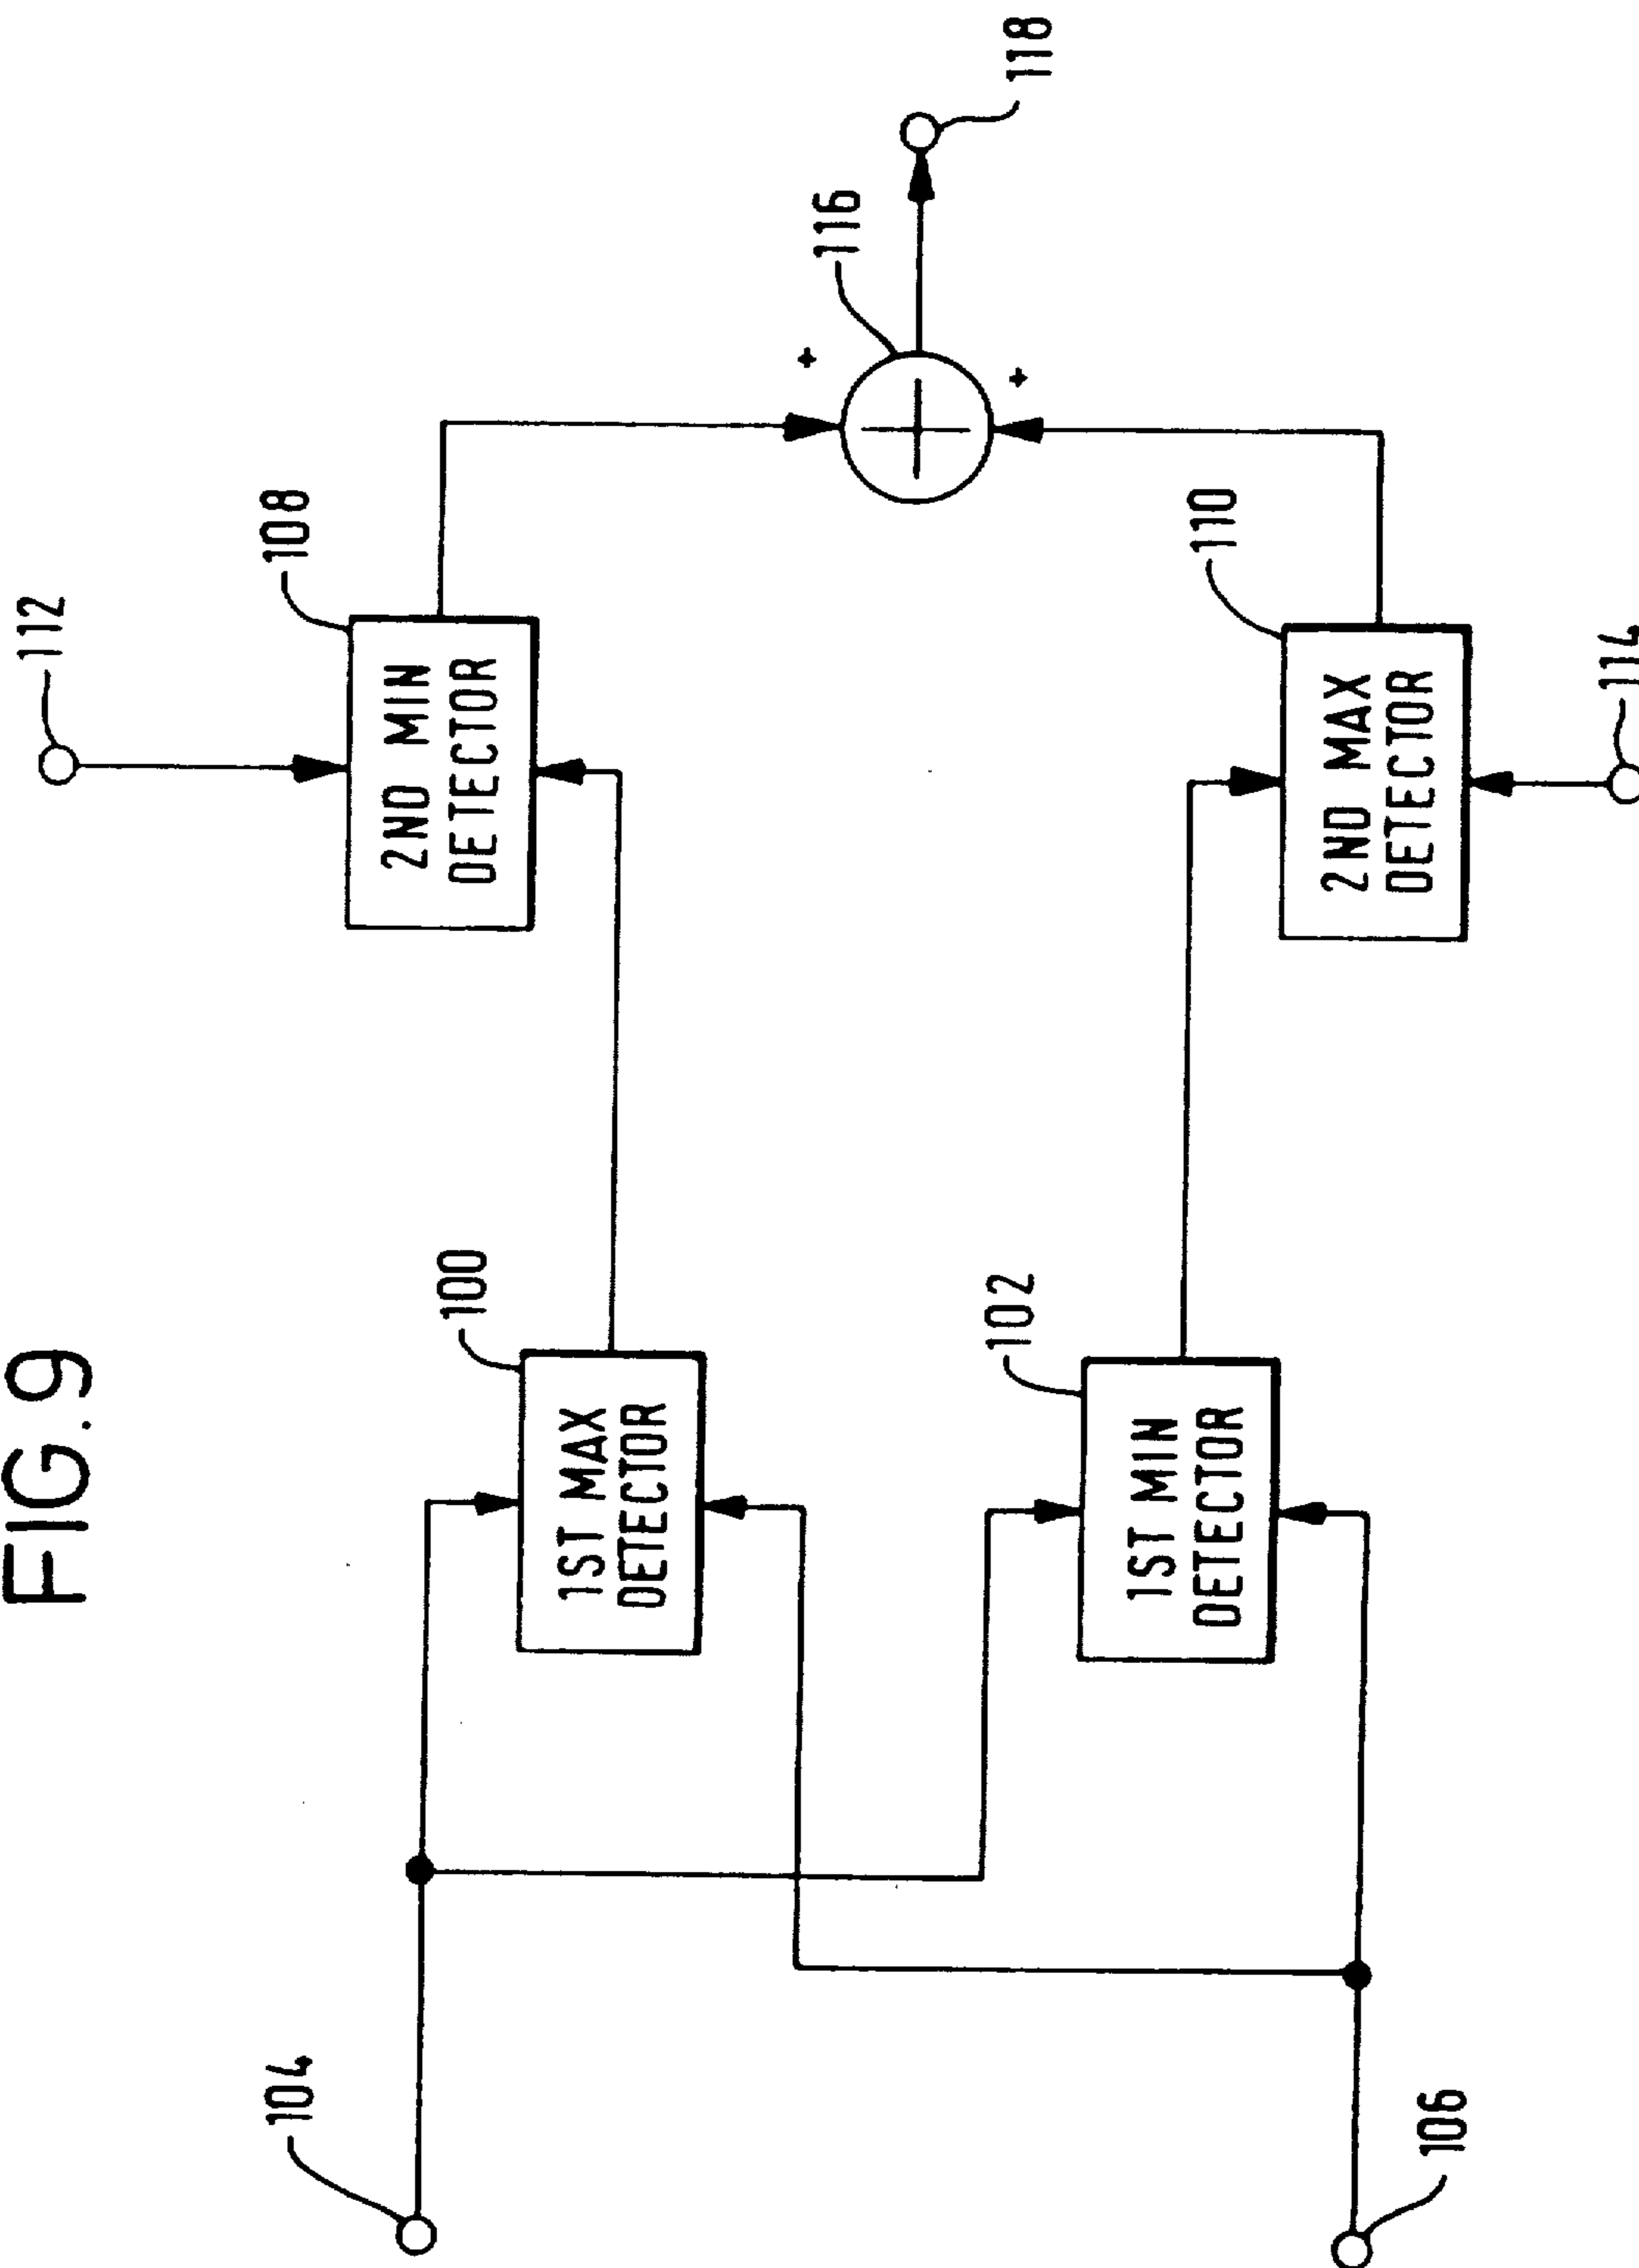 FIG.9
112
108
2ND MIN
DETECTOR
104
100
1ST MAX
DETECTOR
116
+
+
118
102
1ST MIN
DETECTOR
110
2ND MAX
DETECTOR
106
114